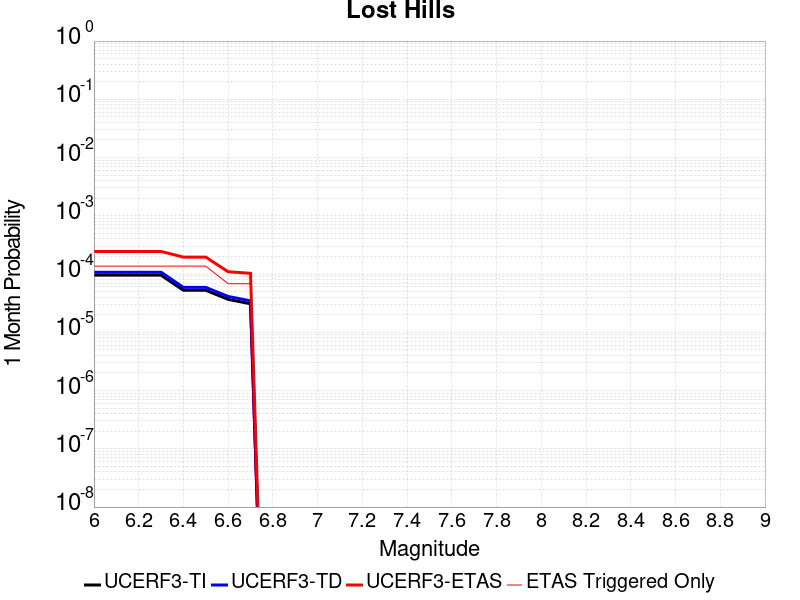 Lost Hills
10^0
10^-1
10^-2
10^-3
10^-4
10^-5
10^-6
10^-7
10^-8
1 Month Probability
6 6.2 6.4 6.6 6.8 7 7.2 7.4 7.6 7.8 8 8.2 8.4 8.6 8.8 9
Magnitude
UCERF3-TI UCERF3-TD UCERF3-ETAS ETAS Triggered Only